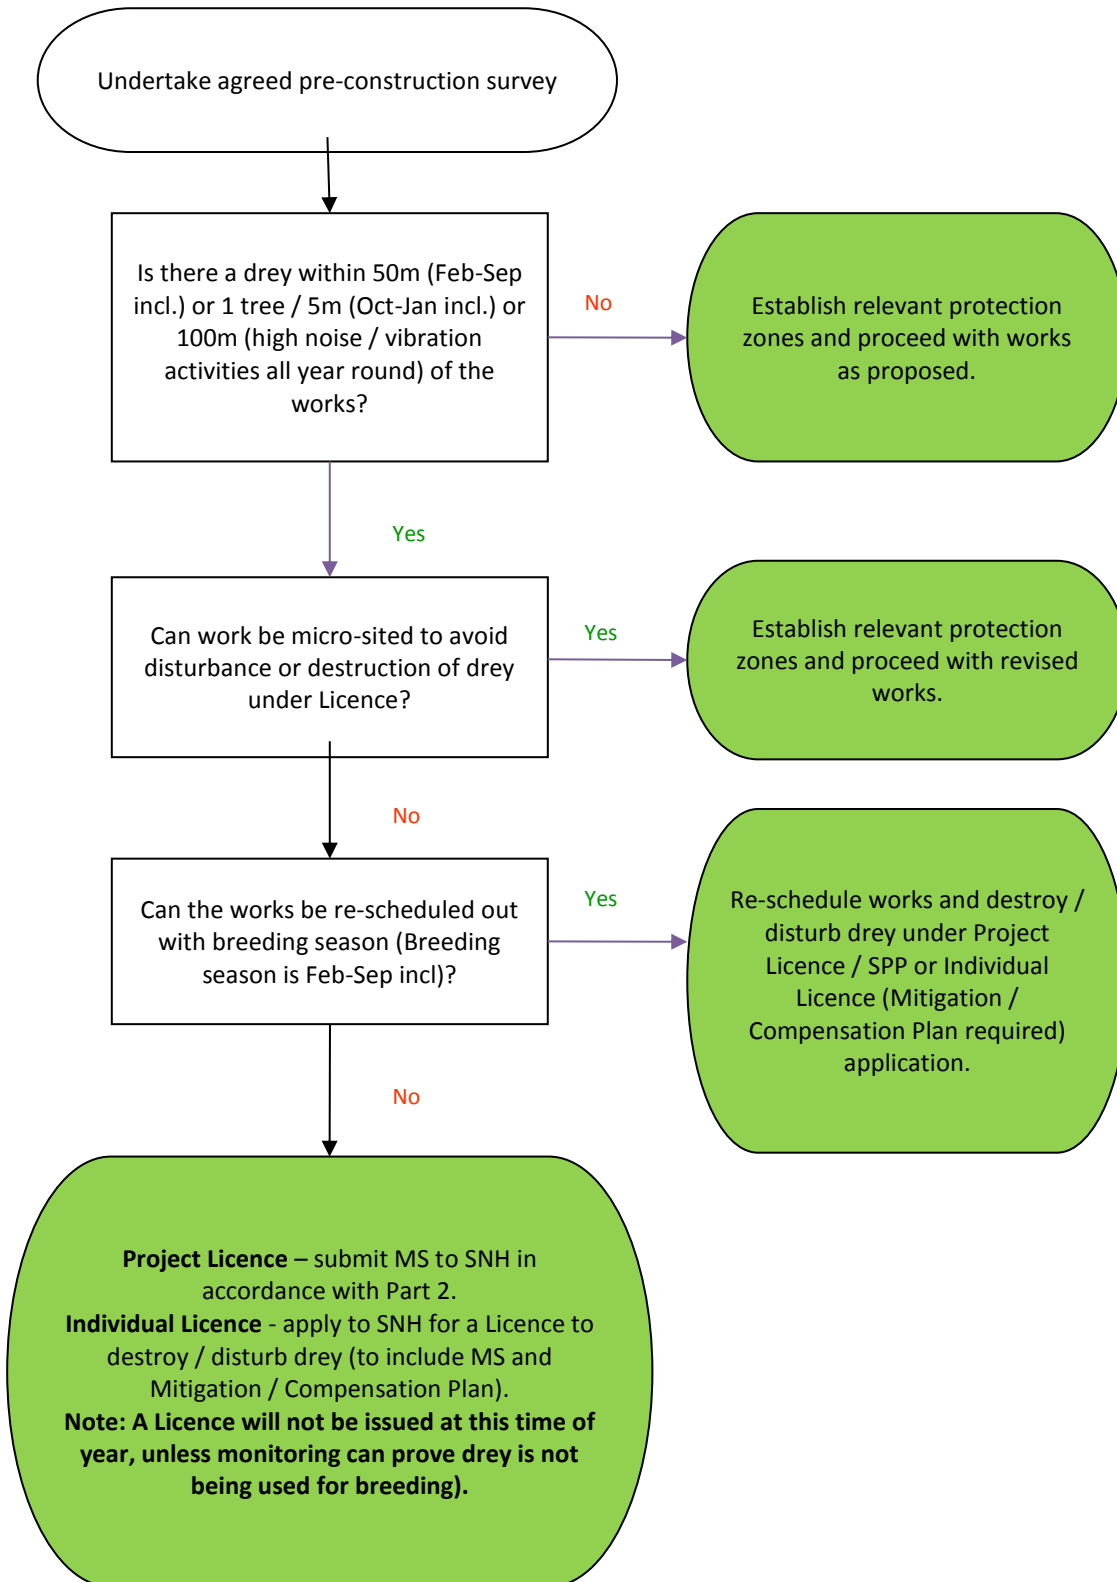 Undertake agreed pre-construction survey
Is there a drey within 50m (Feb-Sep
incl.) or 1 tree / 5m (Oct-Jan incl.) or
100m (high noise / vibration
activities all year round) of the
works?
No
Establish relevant protection
zones and proceed with works
as proposed.
Yes
Can work be micro-sited to avoid
disturbance or destruction of drey
under Licence?
Yes
Establish relevant protection
zones and proceed with revised
works.
No
Can the works be re-scheduled out
with breeding season (Breeding
season is Feb-Sep incl)?
Yes
Re-schedule works and destroy /
disturb drey under Project
Licence / SPP or Individual
Licence (Mitigation /
Compensation Plan required)
application.
No
Project Licence – submit MS to SNH in
accordance with Part 2.
Individual Licence - apply to SNH for a Licence to
destroy / disturb drey (to include MS and
Mitigation / Compensation Plan).
Note: A Licence will not be issued at this time of
year, unless monitoring can prove drey is not
being used for breeding).